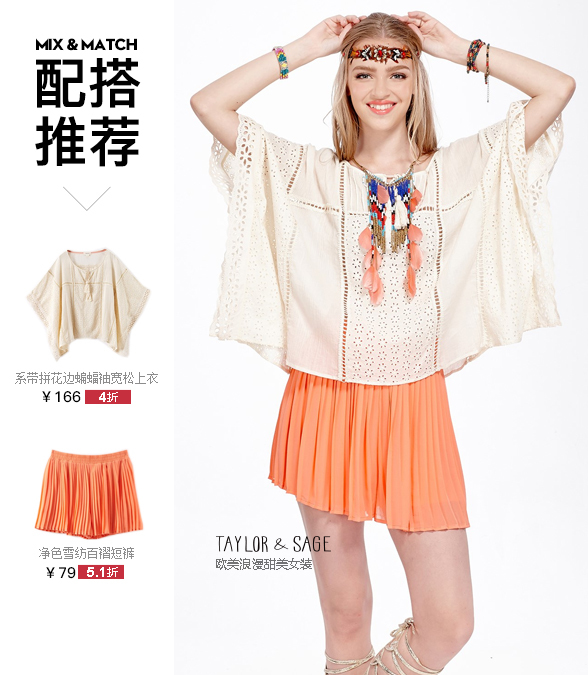 MIX & MATCH
配搭
推荐
系带拼花边蝙蝠袖宽松上衣
¥ 166 4折
净色雪纺百褶短裤
¥ 79 5.1折
TAYLOR & SAGE
欧美浪漫甜美女装